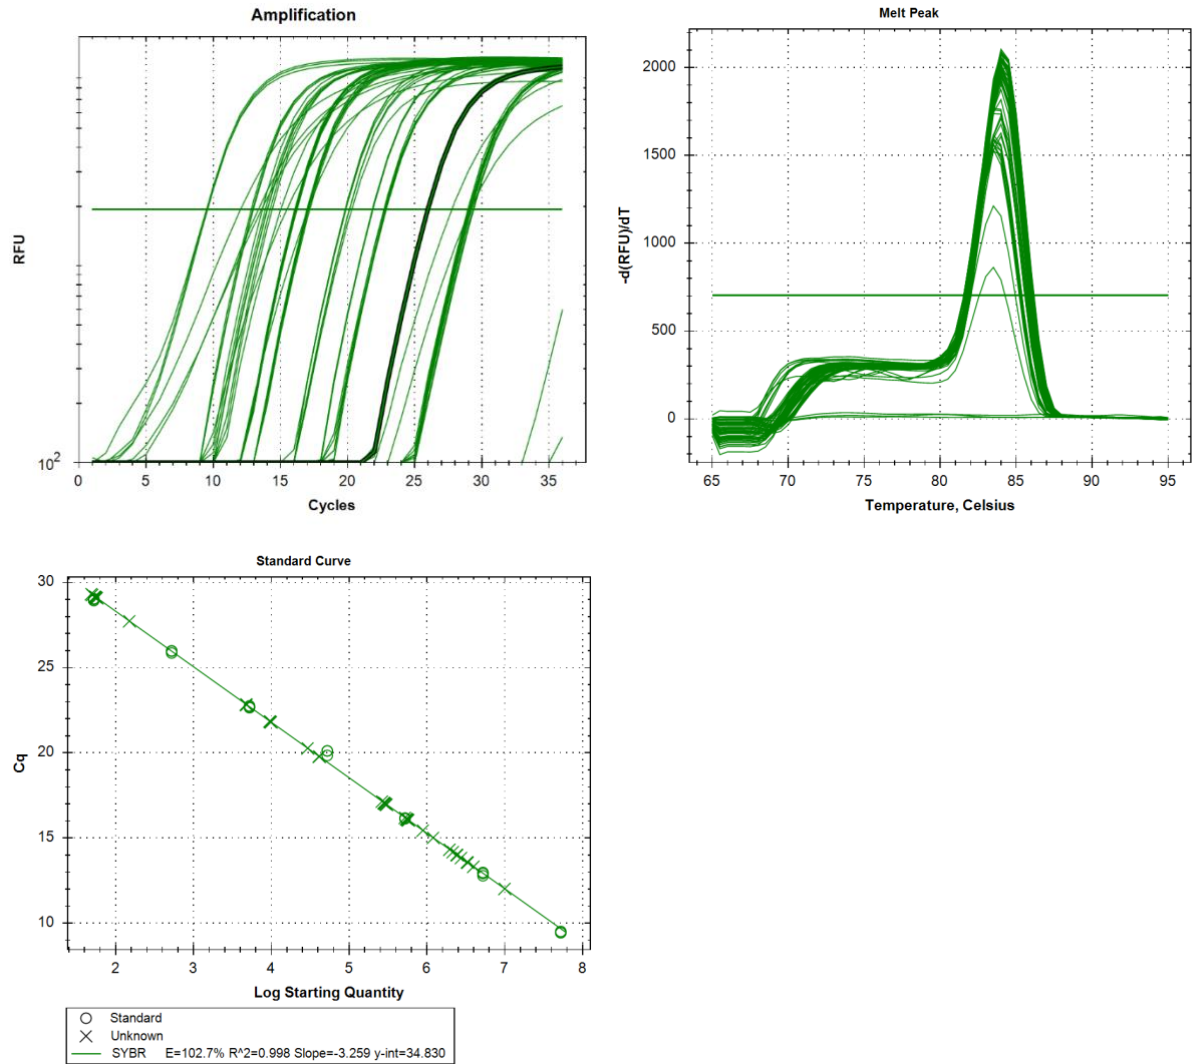 Amplification
RFU
10^2
0 5 10 15 20 25 30 35
Cycles
Melt Peak
-d(RFU)/dT
2000
1500
1000
500
0
65 70 75 80 85 90 95
Temperature, Celsius
Standard Curve
Cq
30
25
20
15
10
2 3 4 5 6 7 8
Log Starting Quantity
Standard
Unknown
SYBR E=102.7% R^2=0.998 Slope=-3.259 y-int=34.830